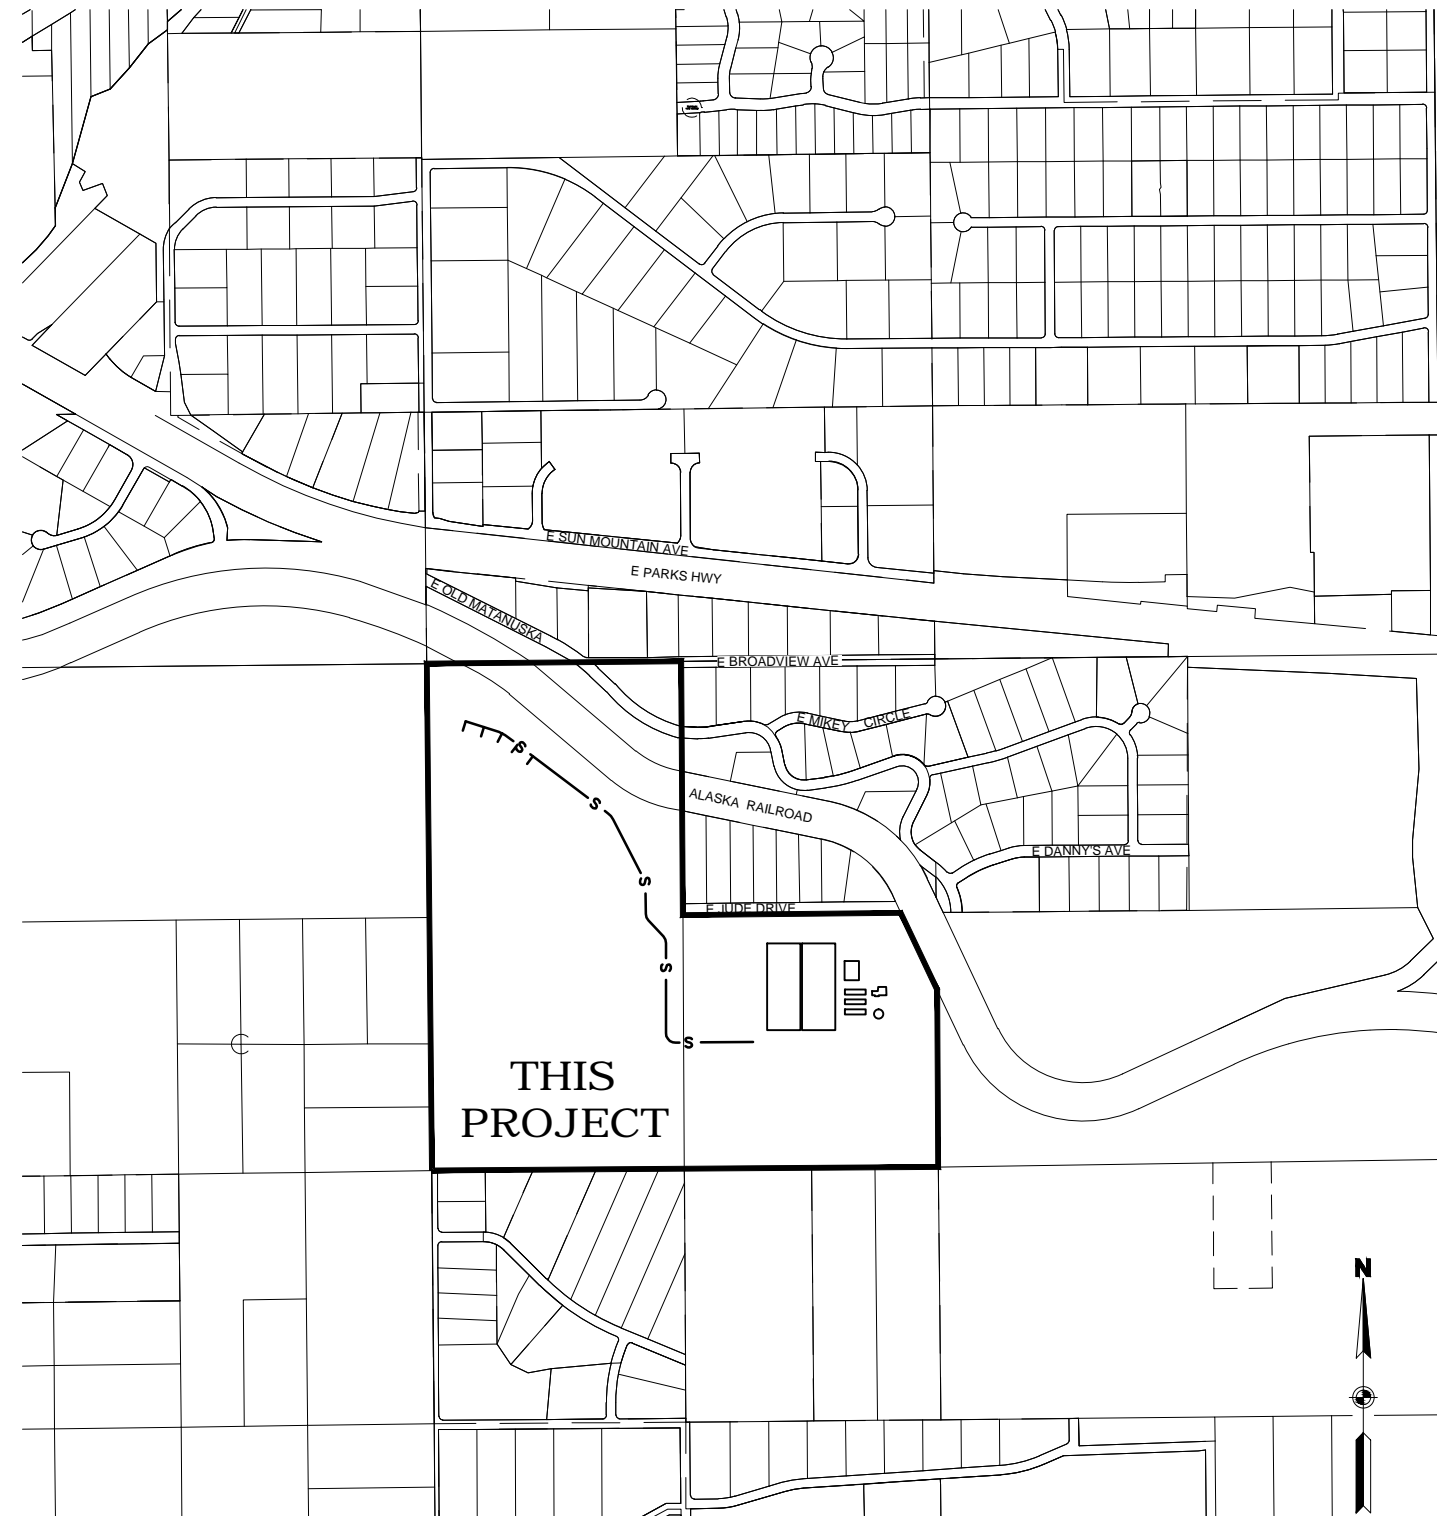 E SUN MOUNTAIN AVE
E PARKS HWY
E OLD MATANUSKA
E BROADVIEW AVE
E MIKEY CIRCLE
S
P
S
ALASKA RAILROAD
E DANNY'S AVE
S
E JUDE DRIVE
S
S
THIS
PROJECT
N